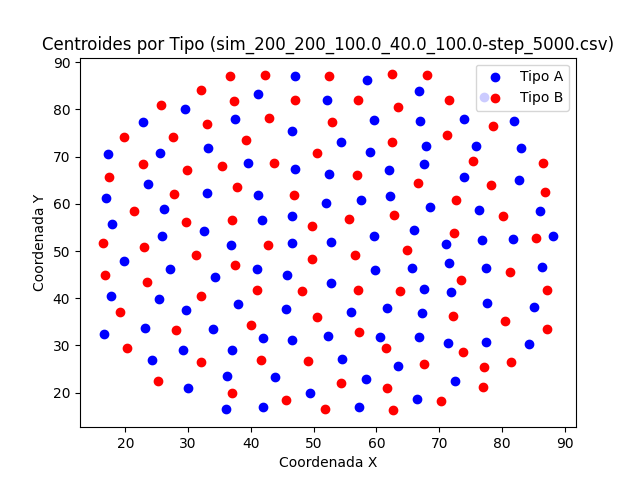 Centroides por Tipo (sim_200_200_100.0_40.0_100.0-step_5000.csv)
Tipo A
Tipo B
90
80
70
60
50
40
30
20
Coordenada Y
20 30 40 50 60 70 80 90
Coordenada X